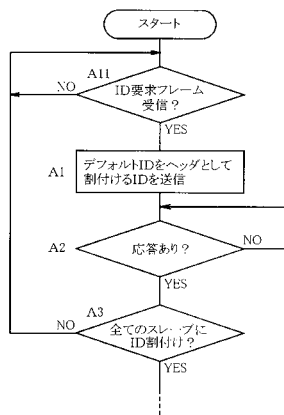 スタート
A11
ID要求フレーム
受信？
NO
YES
A1
デフォルトIDをヘッダとして
割付けるIDを送信
A2
応答あり？
NO
YES
A3
全てのスレーブに
ID割付け？
NO
YES